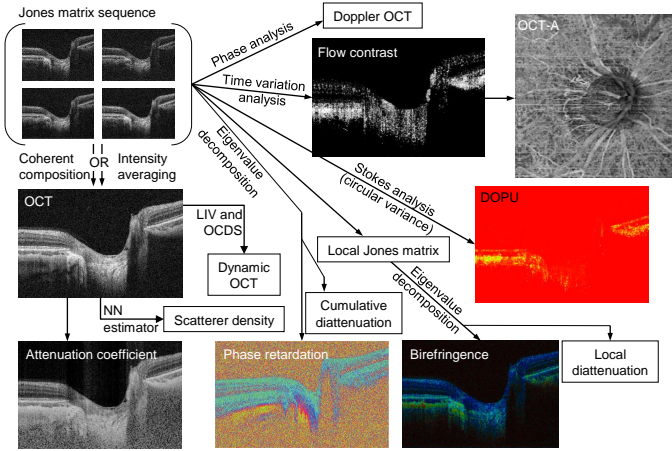 Jones matrix sequence
Phase analysis
Doppler OCT
Time variation
analysis
Flow contrast
OCT-A
Coherent
composition
OR
Intensity
averaging
Eigenvalue
decomposition
Stokes analysis
(circular variance)
OCT
LIV and
OCDS
Dynamic
OCT
DOPU
Local Jones matrix
Eigenvalue
decomposition
NN
estimator
Scatterer density
Cumulative
diattenuation
Attenuation coefficient
Phase retardation
Birefringence
Local
diattenuation